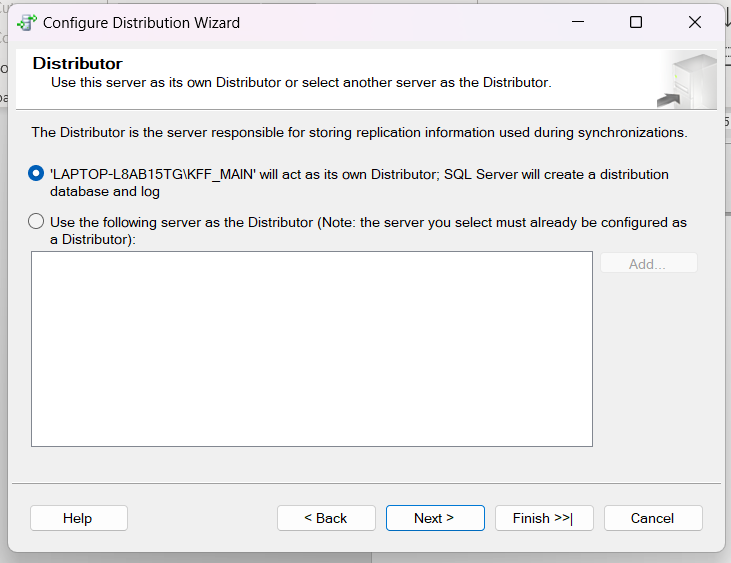 Configure Distribution Wizard
Distributor
Use this server as its own Distributor or select another server as the Distributor.
The Distributor is the server responsible for storing replication information used during synchronizations.
'LAPTOP-L8AB15TG\KFF_MAIN' will act as its own Distributor; SQL Server will create a distribution
database and log
Use the following server as the Distributor (Note: the server you select must already be configured as
a Distributor):
Add...
Help
< Back
Next >
Finish >>|
Cancel